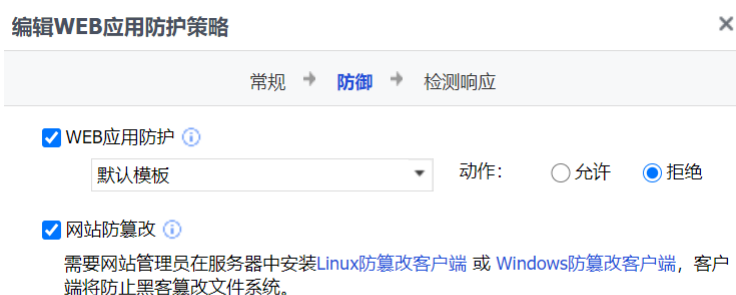 编辑WEB应用防护策略
常规 防御 检测响应
WEB应用防护
默认模板 动作： 允许 拒绝
网站防篡改
需要网站管理员在服务器中安装Linux防篡改客户端 或 Windows防篡改客户端，客户
端将防止黑客篡改文件系统。